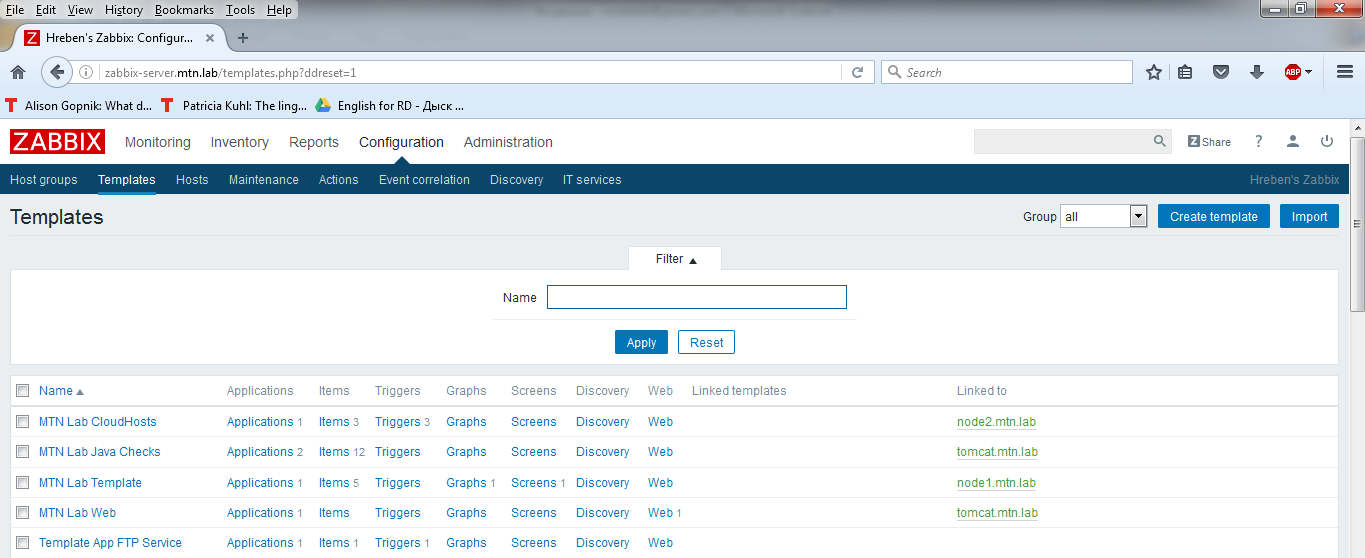 File Edit View History Bookmarks Tools Help
Hreben's Zabbix: Configur...
zabbix-server.mtn.lab/templates.php?ddreset=1 Search ABP
Alison Gopnik: What d... Patricia Kuhl: The ling... English for RD - Дыск ...
ZABBIX Monitoring Inventory Reports Configuration Administration Z Share ?
Host groups Templates Hosts Maintenance Actions Event correlation Discovery IT services Hreben's Zabbix
Templates Group all Create template Import
Filter
Name
Apply Reset
Name Applications Items Triggers Graphs Screens Discovery Web Linked templates Linked to
MTN Lab CloudHosts Applications 1 Items 3 Triggers 3 Graphs Screens Discovery Web node2.mtn.lab
MTN Lab Java Checks Applications 2 Items 12 Triggers Graphs Screens Discovery Web tomcat.mtn.lab
MTN Lab Template Applications 1 Items 5 Triggers Graphs 1 Screens 1 Discovery Web node1.mtn.lab
MTN Lab Web Applications 1 Items Triggers Graphs Screens Discovery Web 1 tomcat.mtn.lab
Template App FTP Service Applications 1 Items 1 Triggers 1 Graphs Screens Discovery Web